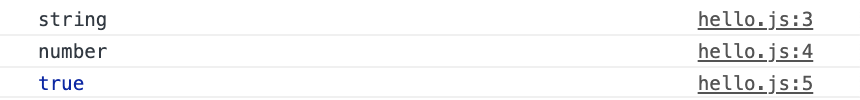 string hello.js:3
number hello.js:4
true hello.js:5